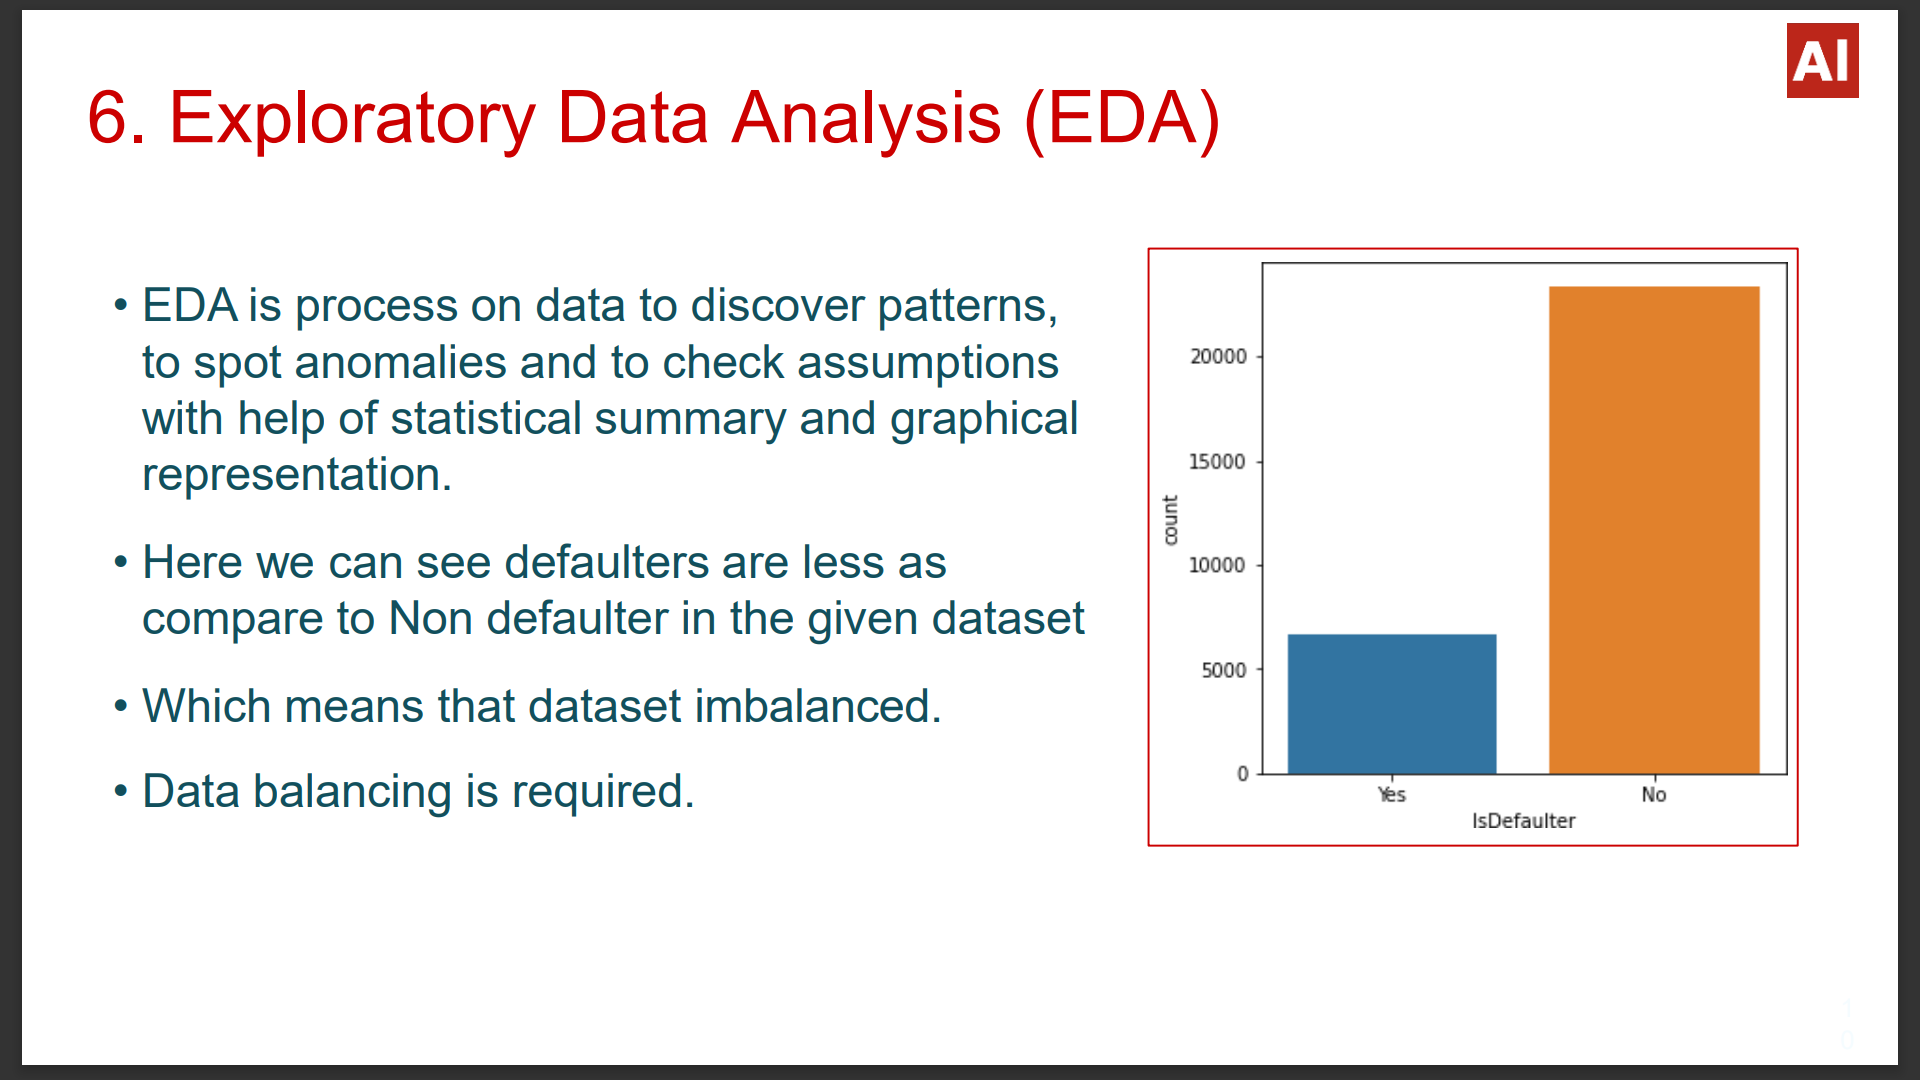 AI
6. Exploratory Data Analysis (EDA)
• EDA is process on data to discover patterns,
to spot anomalies and to check assumptions
with help of statistical summary and graphical
representation.
• Here we can see defaulters are less as
compare to Non defaulter in the given dataset
• Which means that dataset imbalanced.
• Data balancing is required.
20000
15000
10000
5000
0
count
Yes
No
IsDefaulter
1
0